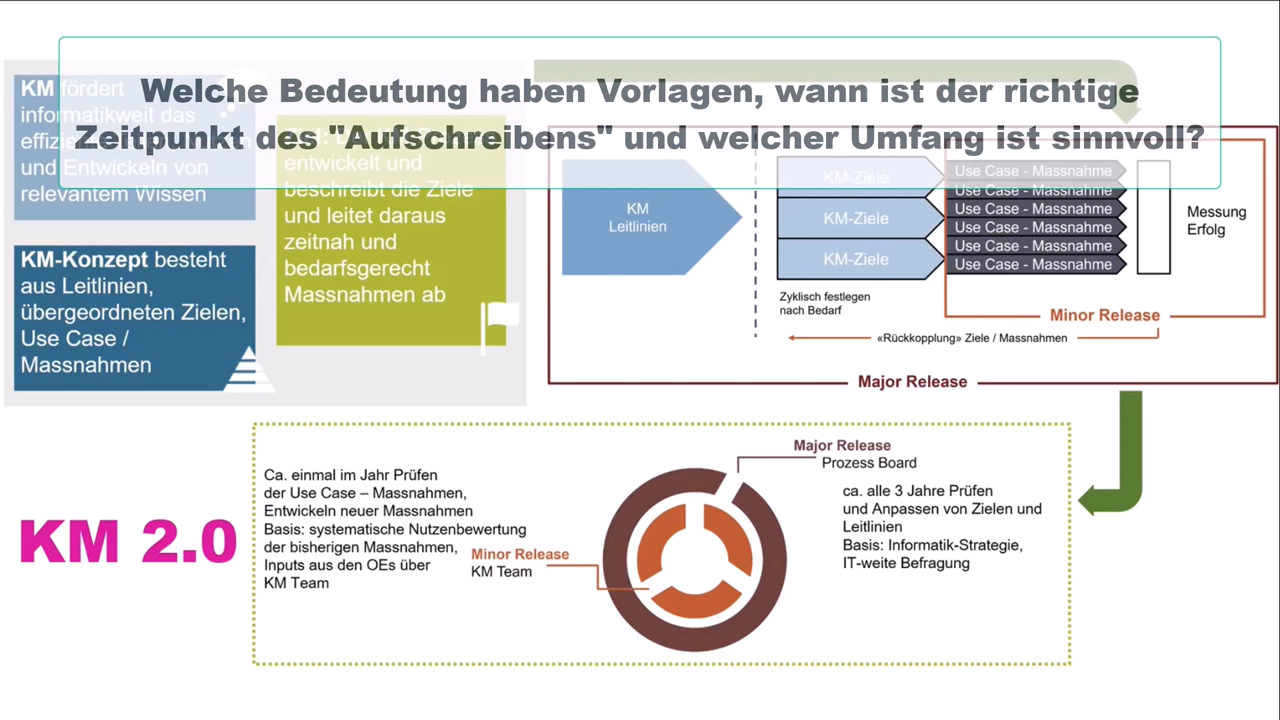 Welche Bedeutung haben Vorlagen, wann ist der richtige
Zeitpunkt des "Aufschreibens" und welcher Umfang ist sinnvoll?
KM fördert
informatikweit das
und Entwickeln von
relevantem Wissen
KM-Konzept besteht
aus Leitlinien,
übergeordneten Zielen,
Use Case /
Massnahmen
entwickelt und
beschreibt die Ziele
und leitet daraus
zeitnah und
bedarfsgerecht
Massnahmen ab
KM
Leitlinien
KM-Ziele
KM-Ziele
KM-Ziele
Zyklisch festlegen
nach Bedarf
Use Case - Massnahme
Use Case - Massnahme
Use Case - Massnahme
Use Case - Massnahme
Use Case - Massnahme
Use Case - Massnahme
Messung
Erfolg
Minor Release
«Rückkopplung» Ziele / Massnahmen
Major Release
KM 2.0
Ca. einmal im Jahr Prüfen
der Use Case – Massnahmen,
Entwickeln neuer Massnahmen
Basis: systematische Nutzenbewertung
der bisherigen Massnahmen,
Inputs aus den OEs über
KM Team
Minor Release
KM Team
Major Release
Prozess Board
ca. alle 3 Jahre Prüfen
und Anpassen von Zielen und
Leitlinien
Basis: Informatik-Strategie,
IT-weite Befragung